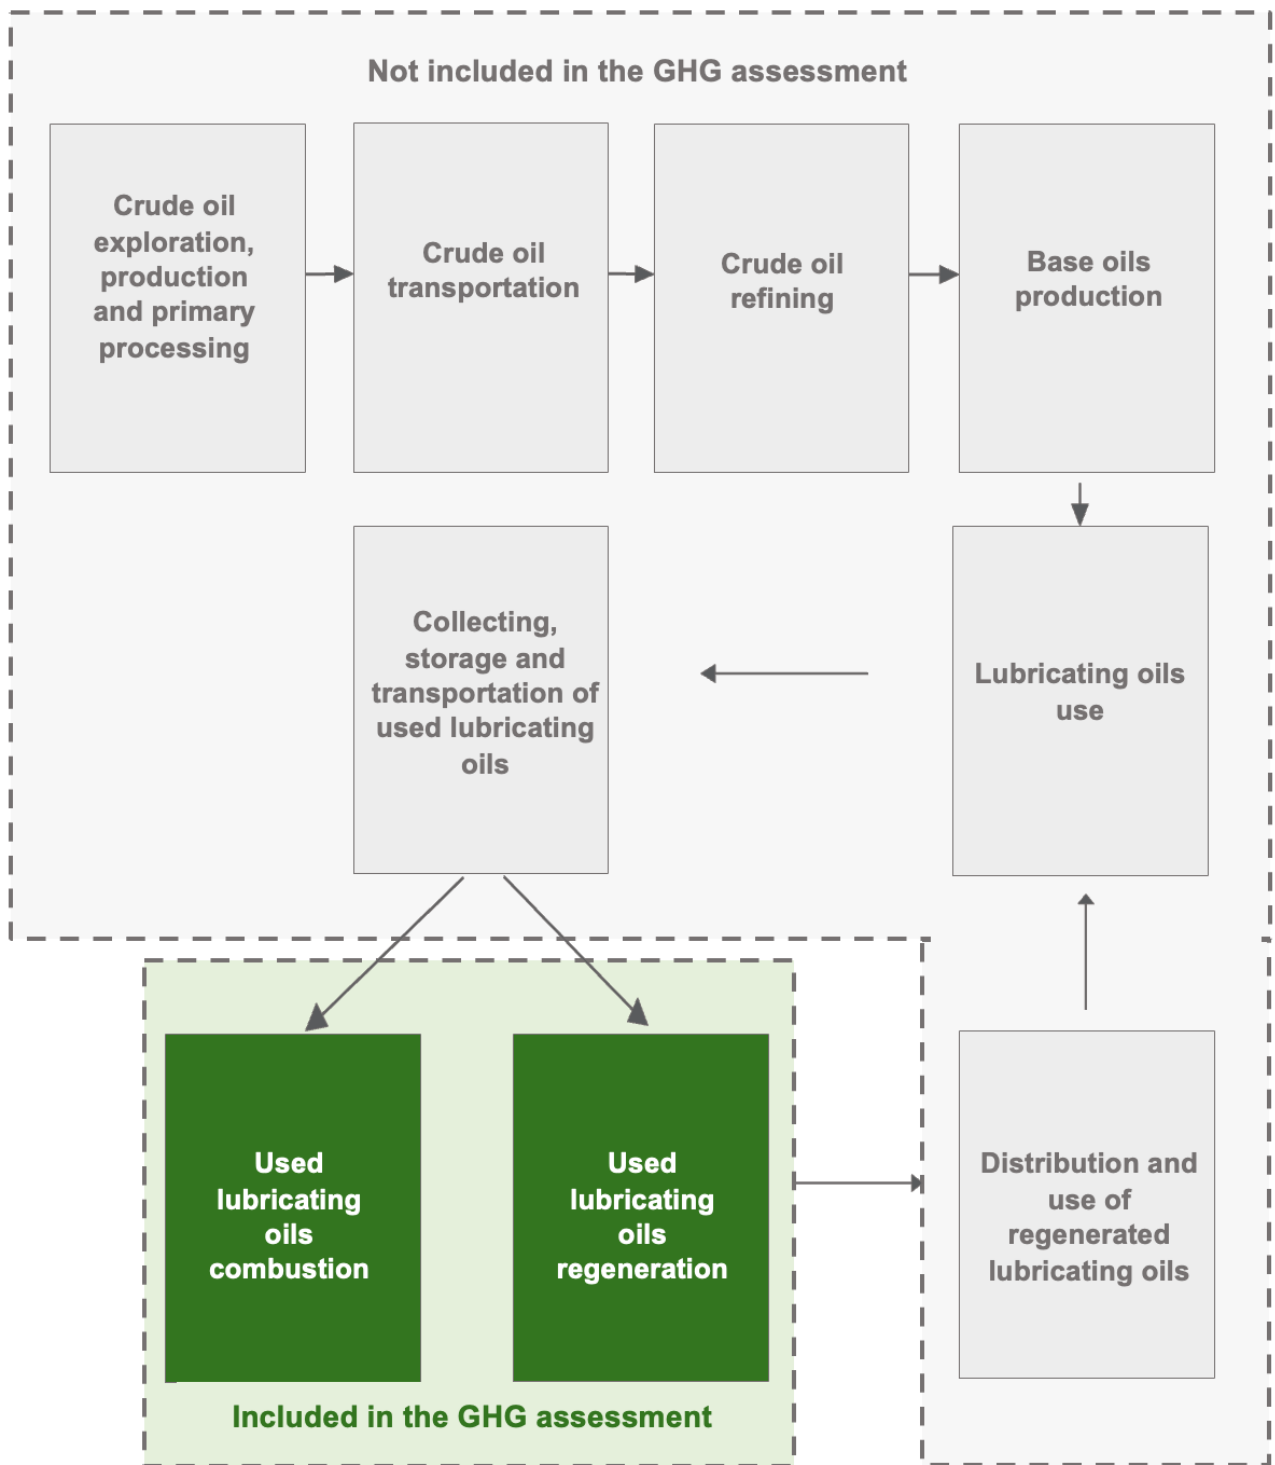 Not included in the GHG assessment
Crude oil
exploration,
production
and primary
processing
Crude oil
transportation
Crude oil
refining
Base oils
production
Collecting,
storage and
transportation of
used lubricating
oils
Lubricating oils
use
Used
lubricating
oils
combustion
Used
lubricating
oils
regeneration
Distribution and
use of
regenerated
lubricating oils
Included in the GHG assessment